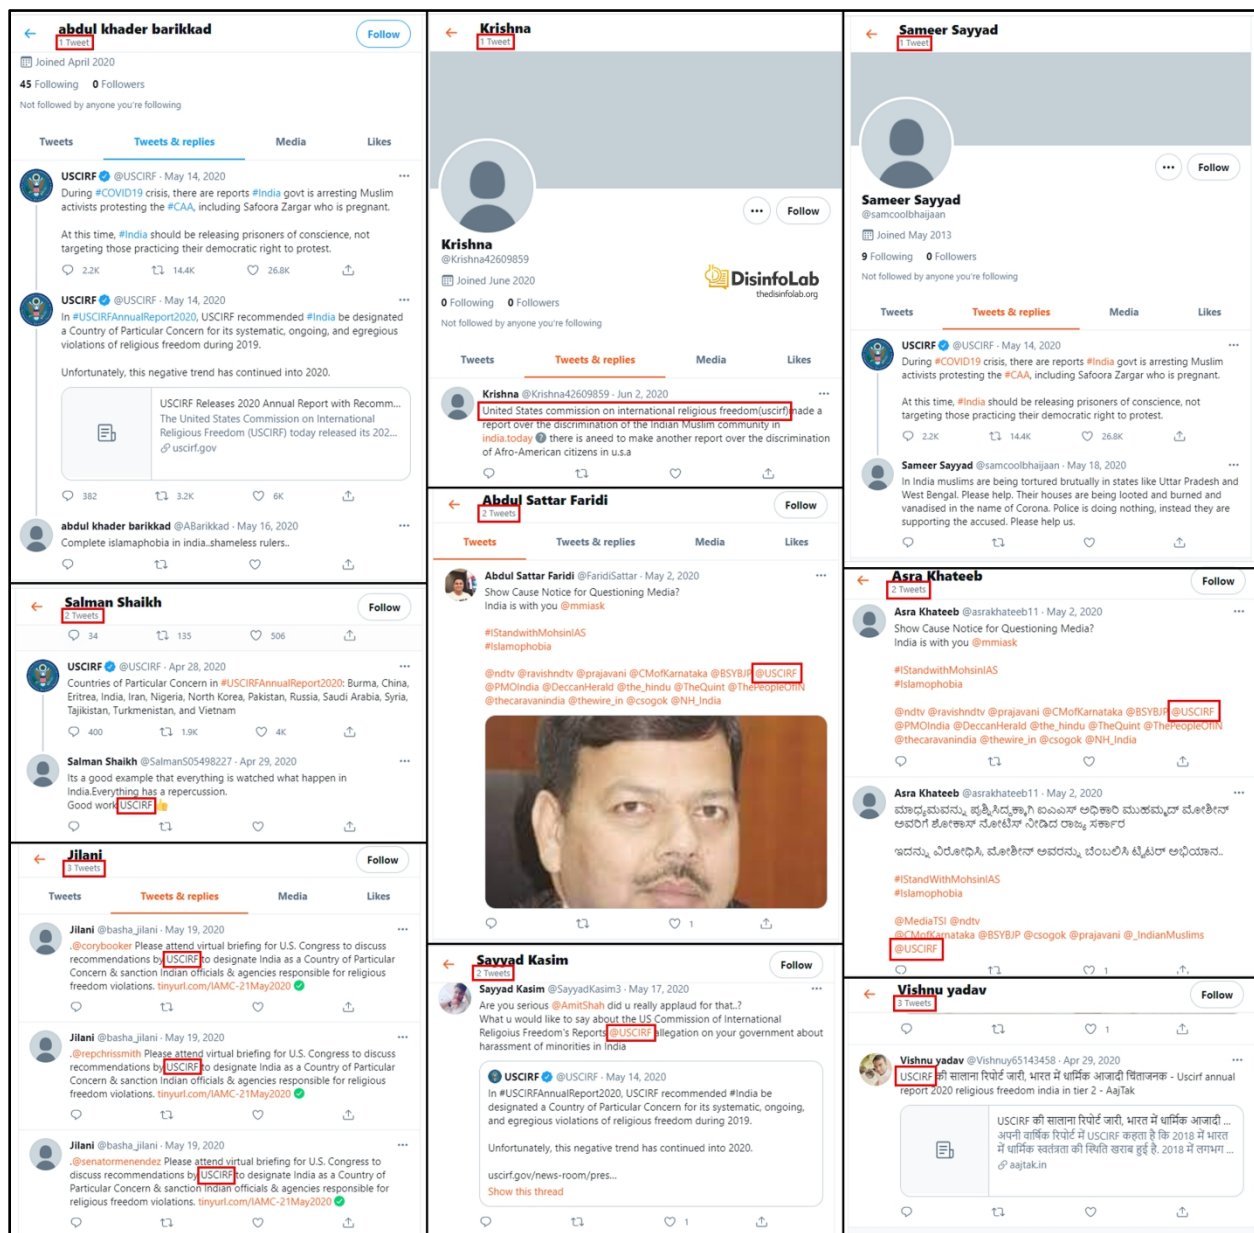 abdul khader barikkad
1 Tweet
Follow
Joined April 2020
45 Following 0 Followers
Not followed by anyone you're following
Tweets Tweets & replies Media Likes
USCIRF @USCIRF · May 14, 2020
During #COVID19 crisis, there are reports #India govt is arresting Muslim
activists protesting the #CAA, including Safoora Zargar who is pregnant.
At this time, #India should be releasing prisoners of conscience, not
targeting those practicing their democratic right to protest.
2.2K 14.4K 26.8K
USCIRF @USCIRF · May 14, 2020
In #USCIRFAnnualReport2020, USCIRF recommended #India be designated
a Country of Particular Concern for its systematic, ongoing, and egregious
violations of religious freedom during 2019.
Unfortunately, this negative trend has continued into 2020.
USCIRF Releases 2020 Annual Report with Recomm...
The United States Commission on International
Religious Freedom (USCIRF) today released its 202...
uscirf.gov
382 3.2K 6K
abdul khader barikkad @ABarikkad · May 16, 2020
Complete islamaphobia in india..shameless rulers..
Salman Shaikh
2 Tweets
Follow
34 135 506
USCIRF @USCIRF · Apr 28, 2020
Countries of Particular Concern in #USCIRFAnnualReport2020: Burma, China,
Eritrea, India, Iran, Nigeria, North Korea, Pakistan, Russia, Saudi Arabia, Syria,
Tajikistan, Turkmenistan, and Vietnam
400 1.9K 4K
Salman Shaikh @SalmanS05498227 · Apr 29, 2020
Its a good example that everything is watched what happen in
India.Everything has a repercussion.
Good work USCIRF 👍
Jilani
3 Tweets
Follow
Tweets Tweets & replies Media Likes
Jilani @basha_jilani · May 19, 2020
.@corybooker Please attend virtual briefing for U.S. Congress to discuss
recommendations by USCIRF to designate India as a Country of Particular
Concern & sanction Indian officials & agencies responsible for religious
freedom violations. tinyurl.com/IAMC-21May2020
Jilani @basha_jilani · May 19, 2020
.@repchrissmith Please attend virtual briefing for U.S. Congress to discuss
recommendations by USCIRF to designate India as a Country of Particular
Concern & sanction Indian officials & agencies responsible for religious
freedom violations. tinyurl.com/IAMC-21May2020
Jilani @basha_jilani · May 19, 2020
.@senatormenendez Please attend virtual briefing for U.S. Congress to
discuss recommendations by USCIRF to designate India as a Country of
Particular Concern & sanction Indian officials & agencies responsible for
religious freedom violations. tinyurl.com/IAMC-21May2020
Krishna
1 Tweet
Follow
Krishna
@Krishna42609859
Joined June 2020
DisinfoLab
thedisinfolab.org
0 Following 0 Followers
Not followed by anyone you're following
Tweets Tweets & replies Media Likes
Krishna @Krishna42609859 · Jun 2, 2020
United States commission on international religious freedom(uscirf)made a
report over the discrimination of the Indian Muslim community in
india.today there is aneed to make another report over the discrimination
of Afro-American citizens in u.s.a
Abdul Sattar Faridi
2 Tweets
Follow
Tweets Tweets & replies Media Likes
Abdul Sattar Faridi @FaridiSattar · May 2, 2020
Show Cause Notice for Questioning Media?
India is with you @mmiask
#IStandwithMohsinIAS
#Islamophobia
@ndtv @ravishndtv @prajavani @CMofKarnataka @BSYBJP @USCIRF
@PMOIndia @DeccanHerald @the_hindu @TheQuint @ThePeopleOfIN
@thecaravanindia @thewire_in @csogok @NH_India
1
Sayyad Kasim
2 Tweets
Follow
Sayyad Kasim @SayyadKasim3 · May 17, 2020
Are you serious @AmitShah did u really applaud for that..?
What u would like to say about the US Commission of International
Religoius Freedom's Reports @USCIRF allegation on your government about
harassment of minorities in India
USCIRF @USCIRF · May 14, 2020
In #USCIRFAnnualReport2020, USCIRF recommended #India be
designated a Country of Particular Concern for its systematic, ongoing,
and egregious violations of religious freedom during 2019.
Unfortunately, this negative trend has continued into 2020.
uscirf.gov/news-room/pres...
Show this thread
1
Sameer Sayyad
1 Tweet
Follow
Sameer Sayyad
@samcoolbhaijaan
Joined May 2013
9 Following 0 Followers
Not followed by anyone you're following
Tweets Tweets & replies Media Likes
USCIRF @USCIRF · May 14, 2020
During #COVID19 crisis, there are reports #India govt is arresting Muslim
activists protesting the #CAA, including Safoora Zargar who is pregnant.
At this time, #India should be releasing prisoners of conscience, not
targeting those practicing their democratic right to protest.
2.2K 14.4K 26.8K
Sameer Sayyad @samcoolbhaijaan · May 18, 2020
In India muslims are being tortured brutually in states like Uttar Pradesh and
West Bengal. Please help. Their houses are being looted and burned and
vanadised in the name of Corona. Police is doing nothing, instead they are
supporting the accused. Please help us.
Asra Khateeb
2 Tweets
Follow
Asra Khateeb @asrakhateeb11 · May 2, 2020
Show Cause Notice for Questioning Media?
India is with you @mmiask
#IStandwithMohsinIAS
#Islamophobia
@ndtv @ravishndtv @prajavani @CMofKarnataka @BSYBJP @USCIRF
@PMOIndia @DeccanHerald @the_hindu @TheQuint @ThePeopleOfIN
@thecaravanindia @thewire_in @csogok @NH_India
Asra Khateeb @asrakhateeb11 · May 2, 2020
ಮಾಧ್ಯಮವನ್ನು ಪ್ರಶ್ನಿಸಿದ್ದಕ್ಕಾಗಿ ಐಎಎಸ್ ಅಧಿಕಾರಿ ಮುಹಮ್ಮದ್ ಮೋಶೀನ್
ಅವರಿಗೆ ಶೋಕಾಸ್ ನೋಟಿಸ್ ನೀಡಿದ ರಾಜ್ಯ ಸರ್ಕಾರ
ಇದನ್ನು ವಿರೋಧಿಸಿ, ಮೋಶೀನ್ ಅವರನ್ನು ಬೆಂಬಲಿಸಿ ಟ್ವಿಟರ್ ಅಭಿಯಾನ..
#IStandWithMohsinIAS
#Islamophobia
@MediaTSI @ndtv
@CMofKarnataka @BSYBJP @csogok @prajavani @_IndianMuslims
@USCIRF
1
Vishnu yadav
3 Tweets
Follow
1
Vishnu yadav @Vishnuy65143458 · Apr 29, 2020
USCIRF की सालाना रिपोर्ट जारी, भारत में धार्मिक आजादी चिंताजनक - Uscirf annual
report 2020 religious freedom india in tier 2 - AajTak
USCIRF की सालाना रिपोर्ट जारी, भारत में धार्मिक आजादी ...
अपनी वार्षिक रिपोर्ट में USCIRF कहता है कि 2018 में भारत
में धार्मिक स्वतंत्रता की स्थिति खराब हुई है. 2018 में लगभग ...
aajtak.in